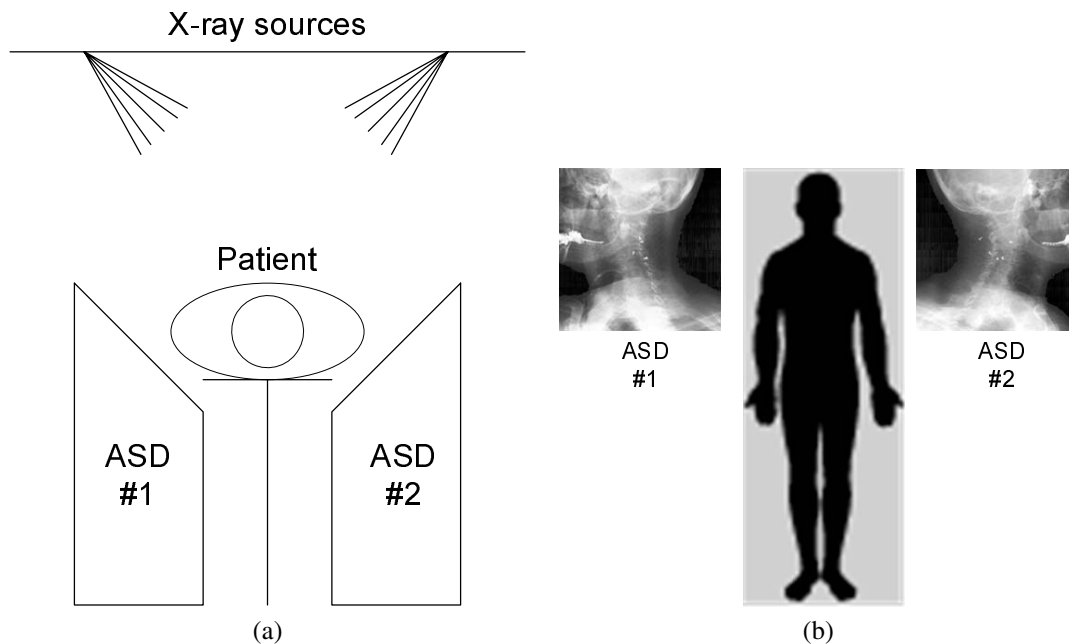 X-ray sources
Patient
ASD
#1
ASD
#2
(a)
ASD
#1
ASD
#2
(b)